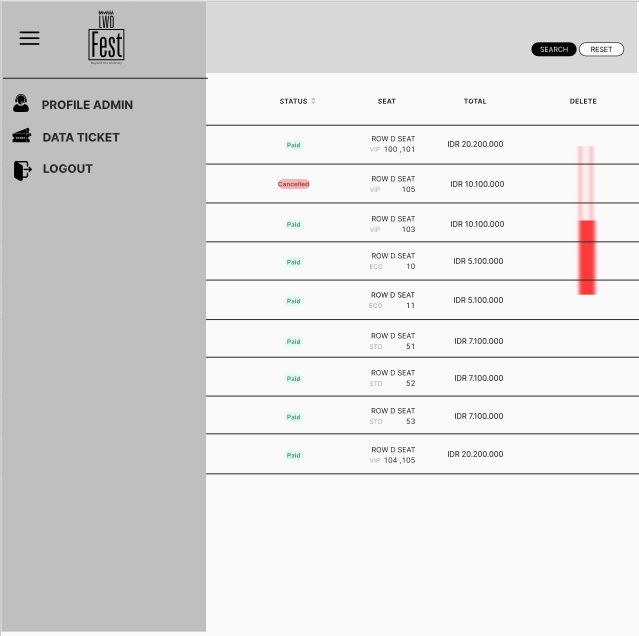 LWD
Fest
SEARCH RESET
PROFILE ADMIN
DATA TICKET
LOGOUT
STATUS SEAT TOTAL DELETE
Paid ROW D SEAT IDR 20.200.000
VIP 100 ,101
Cancelled ROW D SEAT IDR 10.100.000
VIP 105
Paid ROW D SEAT IDR 10.100.000
VIP 103
Paid ROW D SEAT IDR 5.100.000
ECO 10
Paid ROW D SEAT IDR 5.100.000
ECO 11
Paid ROW D SEAT IDR 7.100.000
STD 51
Paid ROW D SEAT IDR 7.100.000
STD 52
Paid ROW D SEAT IDR 7.100.000
STD 53
Paid ROW D SEAT IDR 20.200.000
VIP 104 ,105